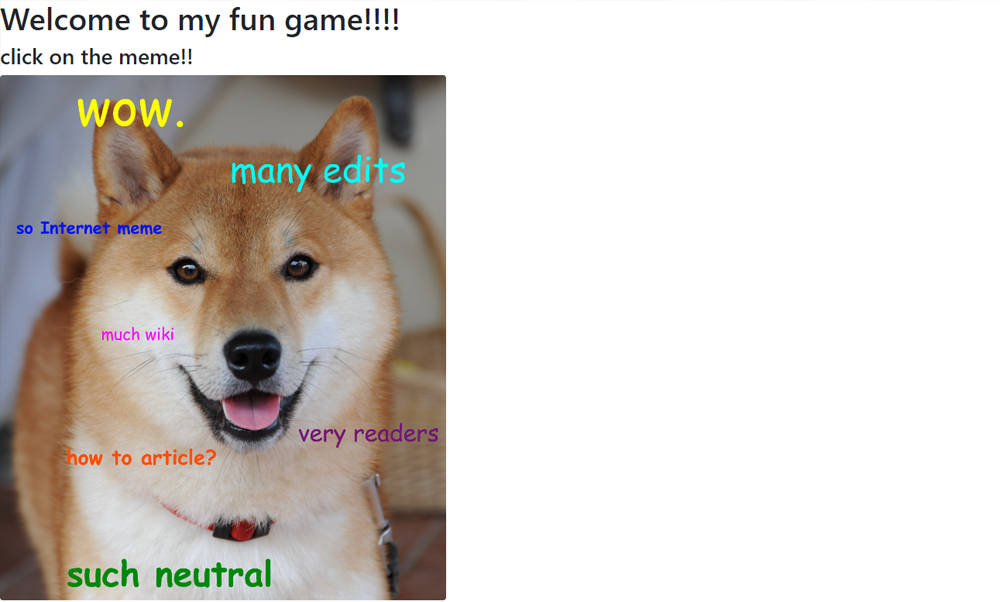 Welcome to my fun game!!!!
click on the meme!!
wow.
many edits
so Internet meme
much wiki
very readers
how to article?
such neutral